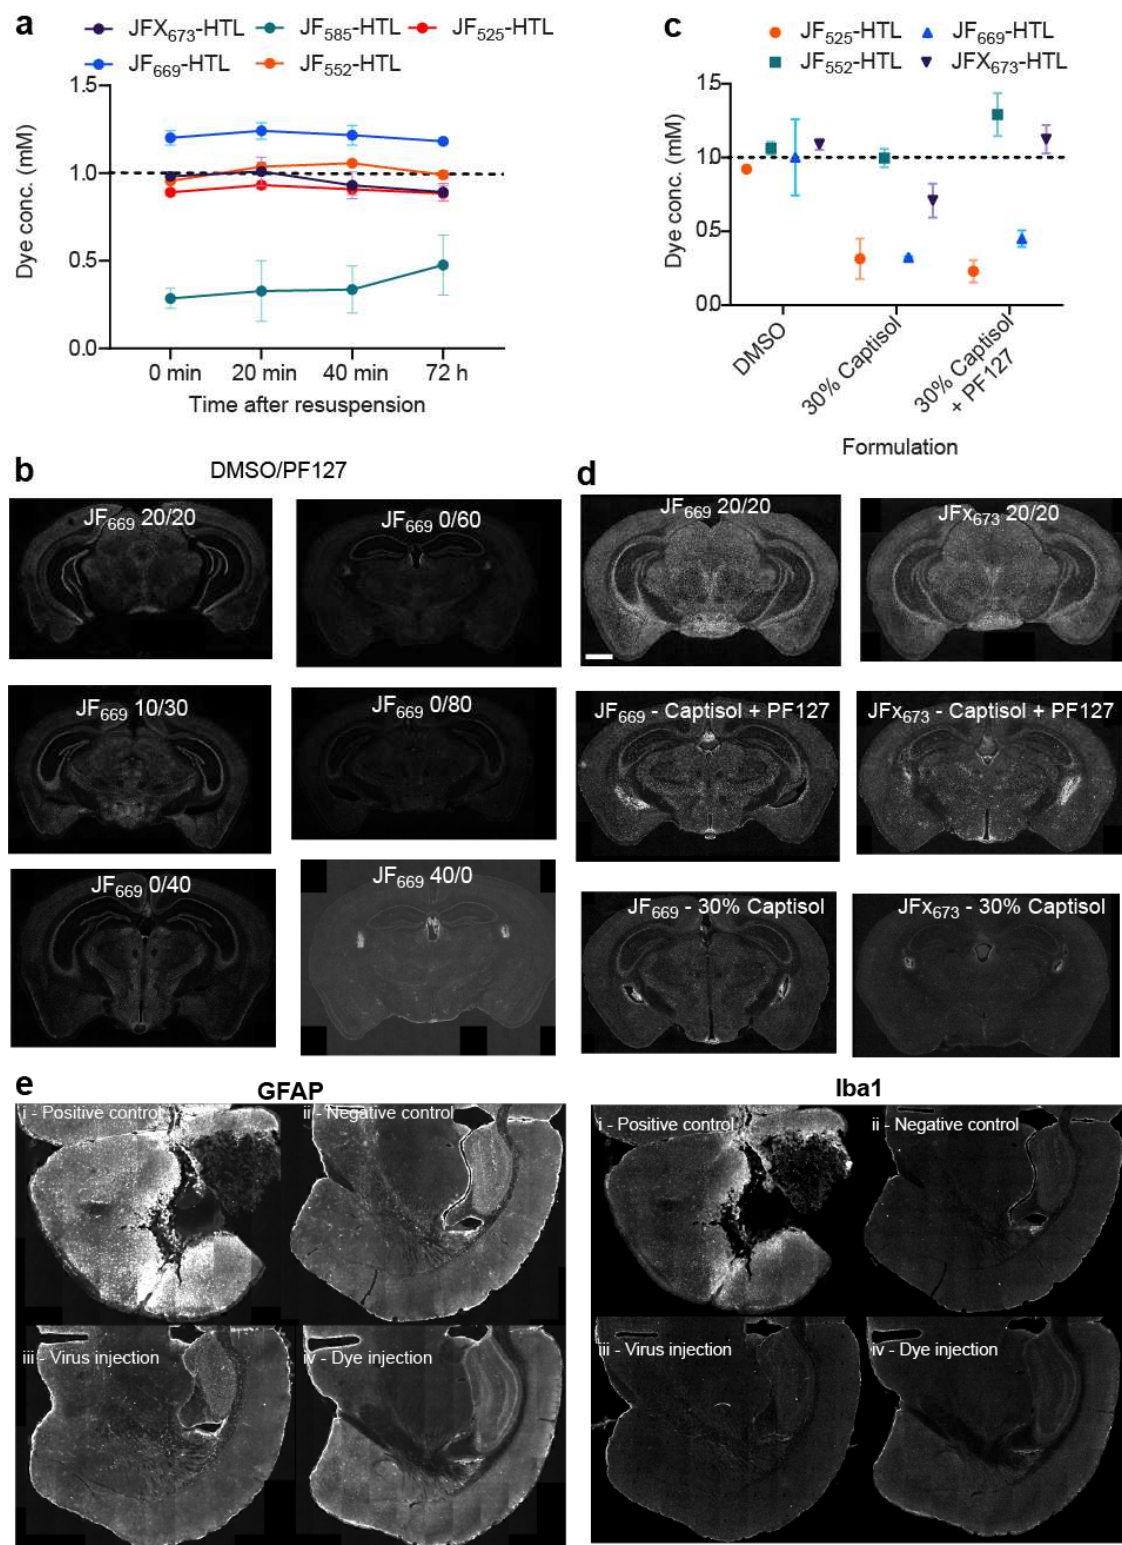 a
JFX673-HTL JF585-HTL JF525-HTL
JF669-HTL JF552-HTL
Dye conc. (mM)
1.5
1.0
0.5
0.0
0 min 20 min 40 min 72 h
Time after resuspension
c
JF525-HTL JF669-HTL
JF552-HTL JFX673-HTL
Dye conc. (mM)
1.5
1.0
0.5
0.0
DMSO
30% Captisol
30% Captisol
+ PF127
Formulation
b
DMSO/PF127
JF669 20/20
JF669 0/60
JF669 10/30
JF669 0/80
JF669 0/40
JF669 40/0
d
JF669 20/20
JFx673 20/20
JF669 - Captisol + PF127
JFx673 - Captisol + PF127
JF669 - 30% Captisol
JFx673 - 30% Captisol
e
GFAP
i - Positive control
ii - Negative control
iii - Virus injection
iv - Dye injection
Iba1
i - Positive control
ii - Negative control
iii - Virus injection
iv - Dye injection